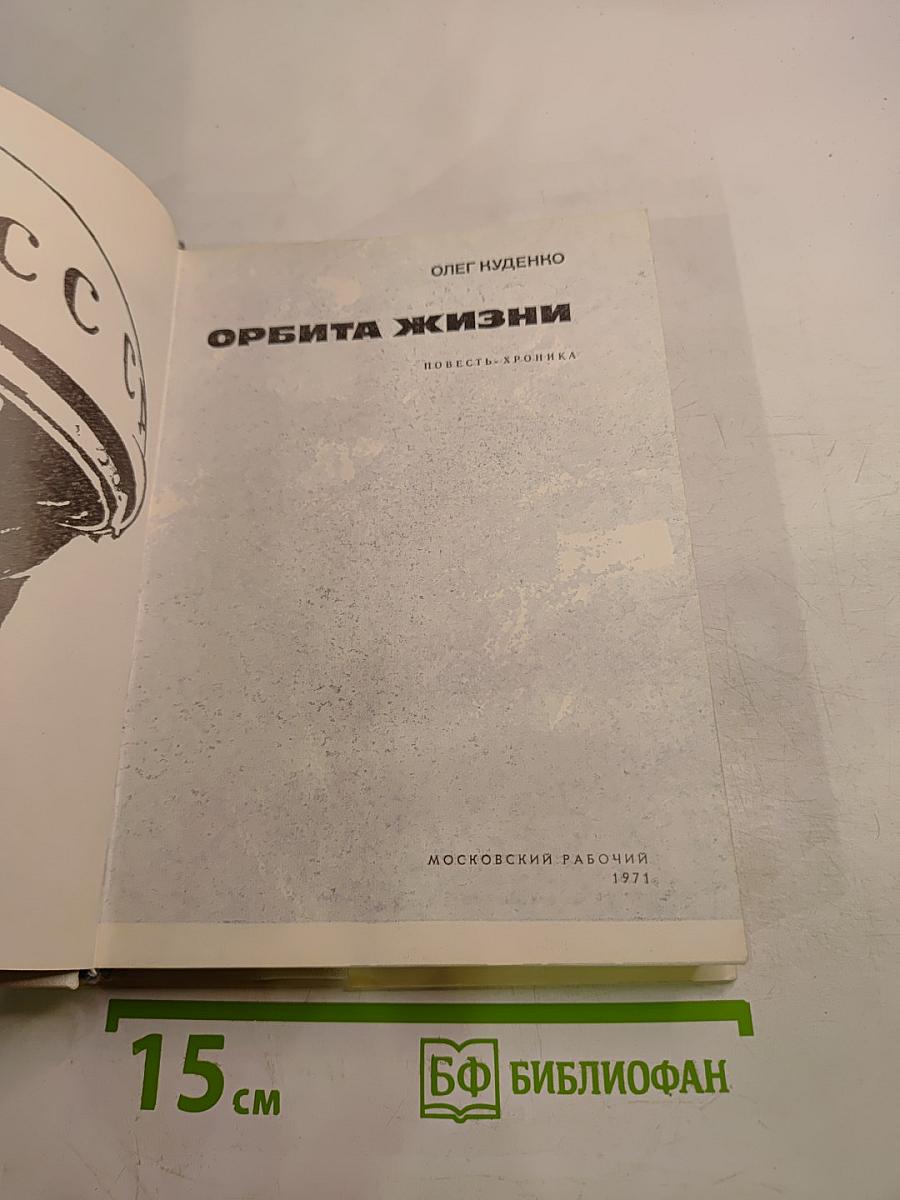 СССР
ОЛЕГ КУДЕНКО
ОРБИТА ЖИЗНИ
ПОВЕСТЬ-ХРОНИКА
МОСКОВСКИЙ РАБОЧИЙ
1971
15 см
БФ БИБЛИОФАН